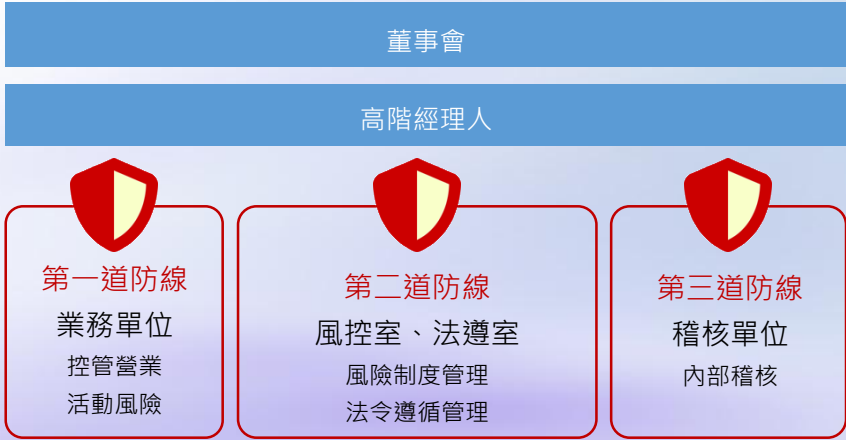 董事會
高階經理人
第一道防線
業務單位
控管營業
活動風險
第二道防線
風控室、法遵室
風險制度管理
法令遵循管理
第三道防線
稽核單位
內部稽核